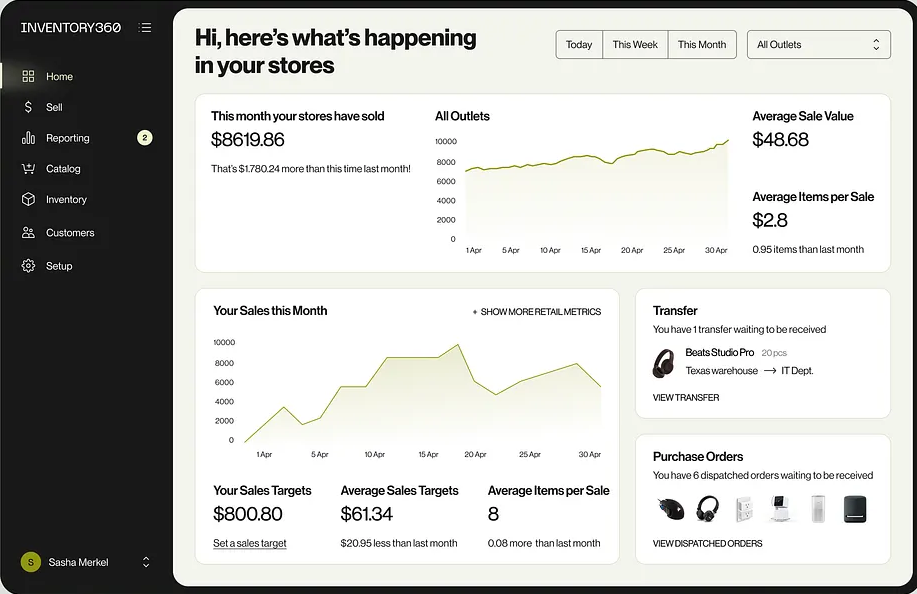 INVENTORY360
Home
Sell
Reporting
2
Catalog
Inventory
Customers
Setup
S
Sasha Merkel
Hi, here's what's happening
in your stores
Today
This Week
This Month
All Outlets
This month your stores have sold
$8619.86
That's $1.780.24 more than this time last month!
All Outlets
10000
8000
6000
4000
2000
0
1 Apr
5 Apr
10 Apr
15 Apr
20 Apr
25 Apr
30 Apr
Average Sale Value
$48.68
Average Items per Sale
$2.8
0.95 items than last month
Your Sales this Month
+ SHOW MORE RETAIL METRICS
10000
8000
6000
4000
2000
0
1 Apr
5 Apr
10 Apr
15 Apr
20 Apr
25 Apr
30 Apr
Your Sales Targets
$800.80
Set a sales target
Average Sales Targets
$61.34
$20.95 less than last month
Average Items per Sale
8
0.08 more than last month
Transfer
You have 1 transfer waiting to be received
Beats Studio Pro 20 pcs
Texas warehouse → IT Dept.
VIEW TRANSFER
Purchase Orders
You have 6 dispatched orders waiting to be received
VIEW DISPATCHED ORDERS